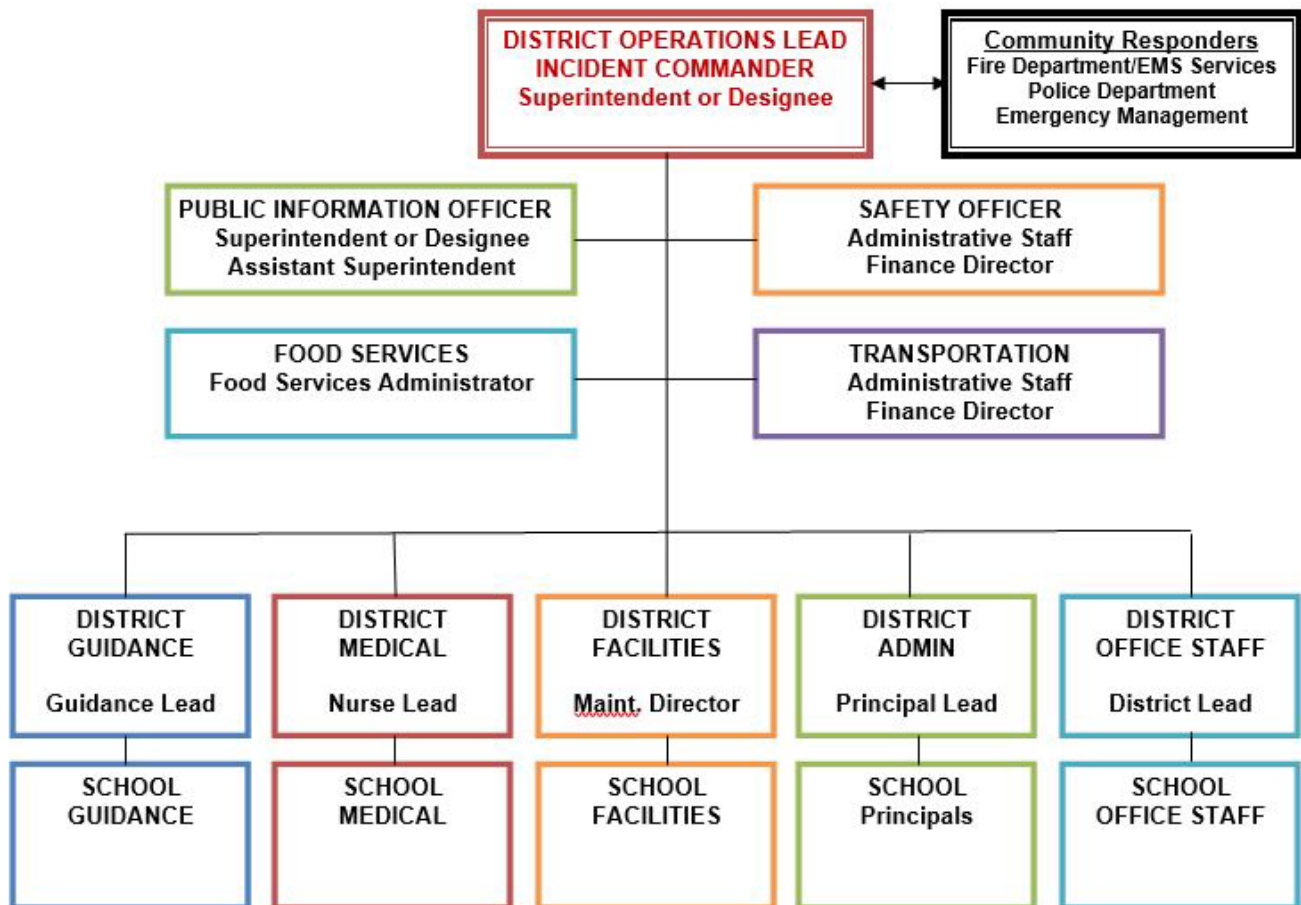 DISTRICT OPERATIONS LEAD
INCIDENT COMMANDER
Superintendent or Designee
Community Responders
Fire Department/EMS Services
Police Department
Emergency Management
PUBLIC INFORMATION OFFICER
Superintendent or Designee
Assistant Superintendent
SAFETY OFFICER
Administrative Staff
Finance Director
FOOD SERVICES
Food Services Administrator
TRANSPORTATION
Administrative Staff
Finance Director
DISTRICT
GUIDANCE
Guidance Lead
DISTRICT
MEDICAL
Nurse Lead
DISTRICT
FACILITIES
Maint. Director
DISTRICT
ADMIN
Principal Lead
DISTRICT
OFFICE STAFF
District Lead
SCHOOL
GUIDANCE
SCHOOL
MEDICAL
SCHOOL
FACILITIES
SCHOOL
Principals
SCHOOL
OFFICE STAFF